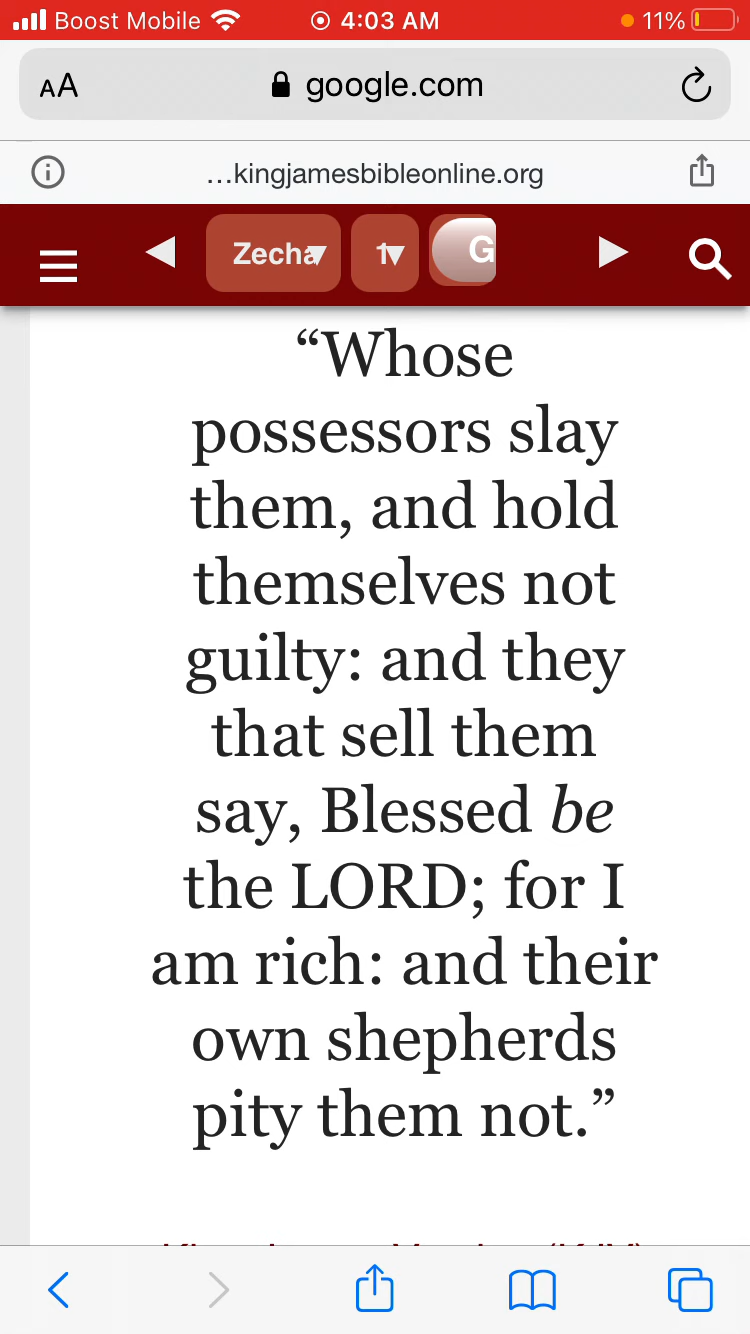 Boost Mobile 4:03 AM 11%
AA google.com
...kingjamesbibleonline.org
Zecha 1 G
“Whose
possessors slay
them, and hold
themselves not
guilty: and they
that sell them
say, Blessed be
the LORD; for I
am rich: and their
own shepherds
pity them not.”